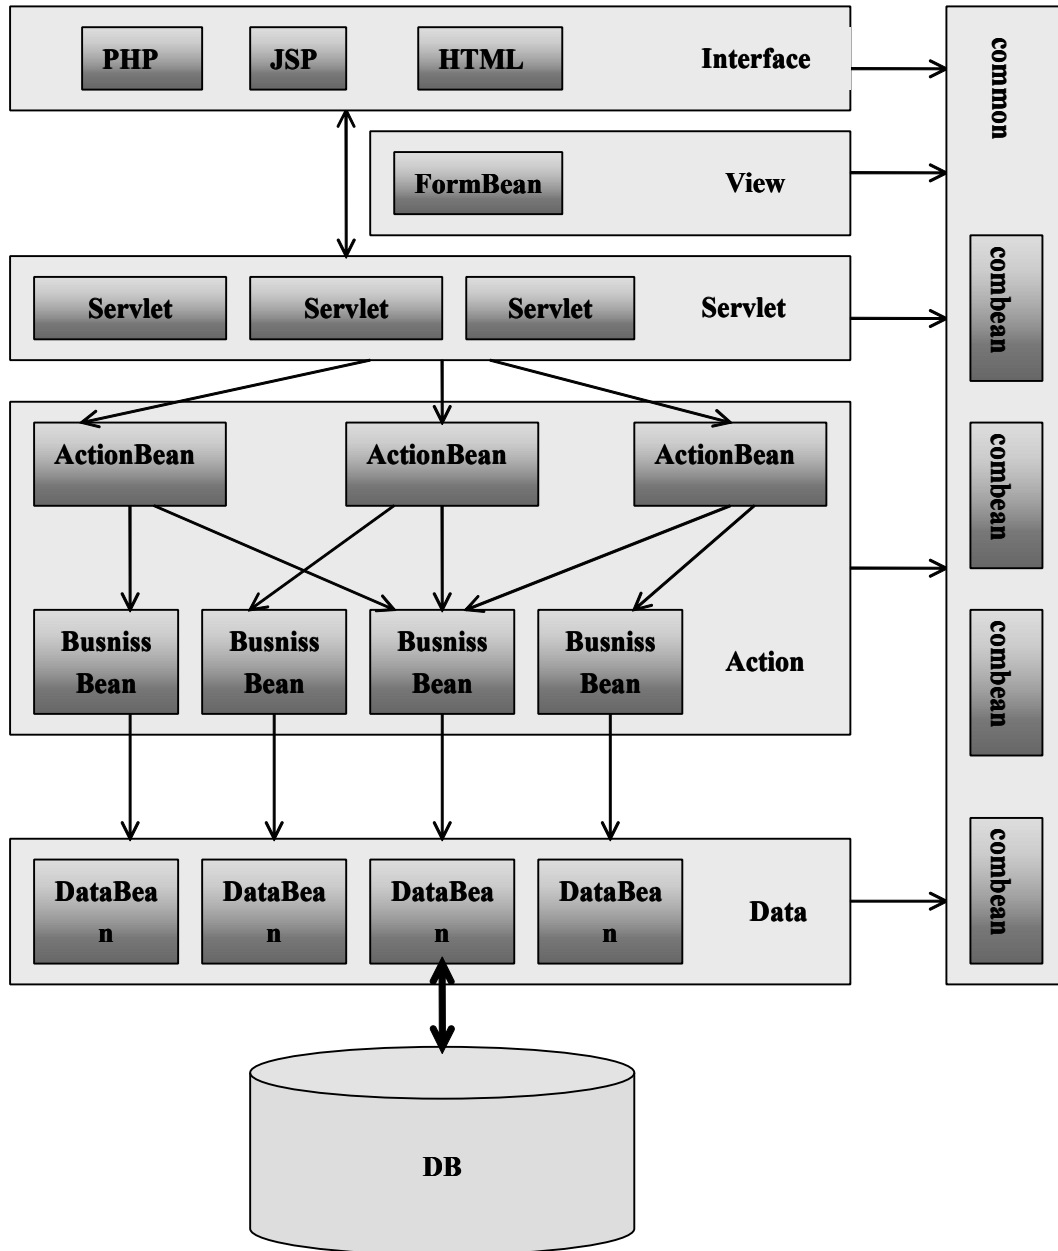 PHP
JSP
HTML
Interface
common
FormBean
View
Servlet
Servlet
Servlet
Servlet
combean
ActionBean
ActionBean
ActionBean
combean
Busniss
Bean
Busniss
Bean
Busniss
Bean
Busniss
Bean
Action
combean
DataBea
n
DataBea
n
DataBea
n
DataBea
n
Data
combean
DB